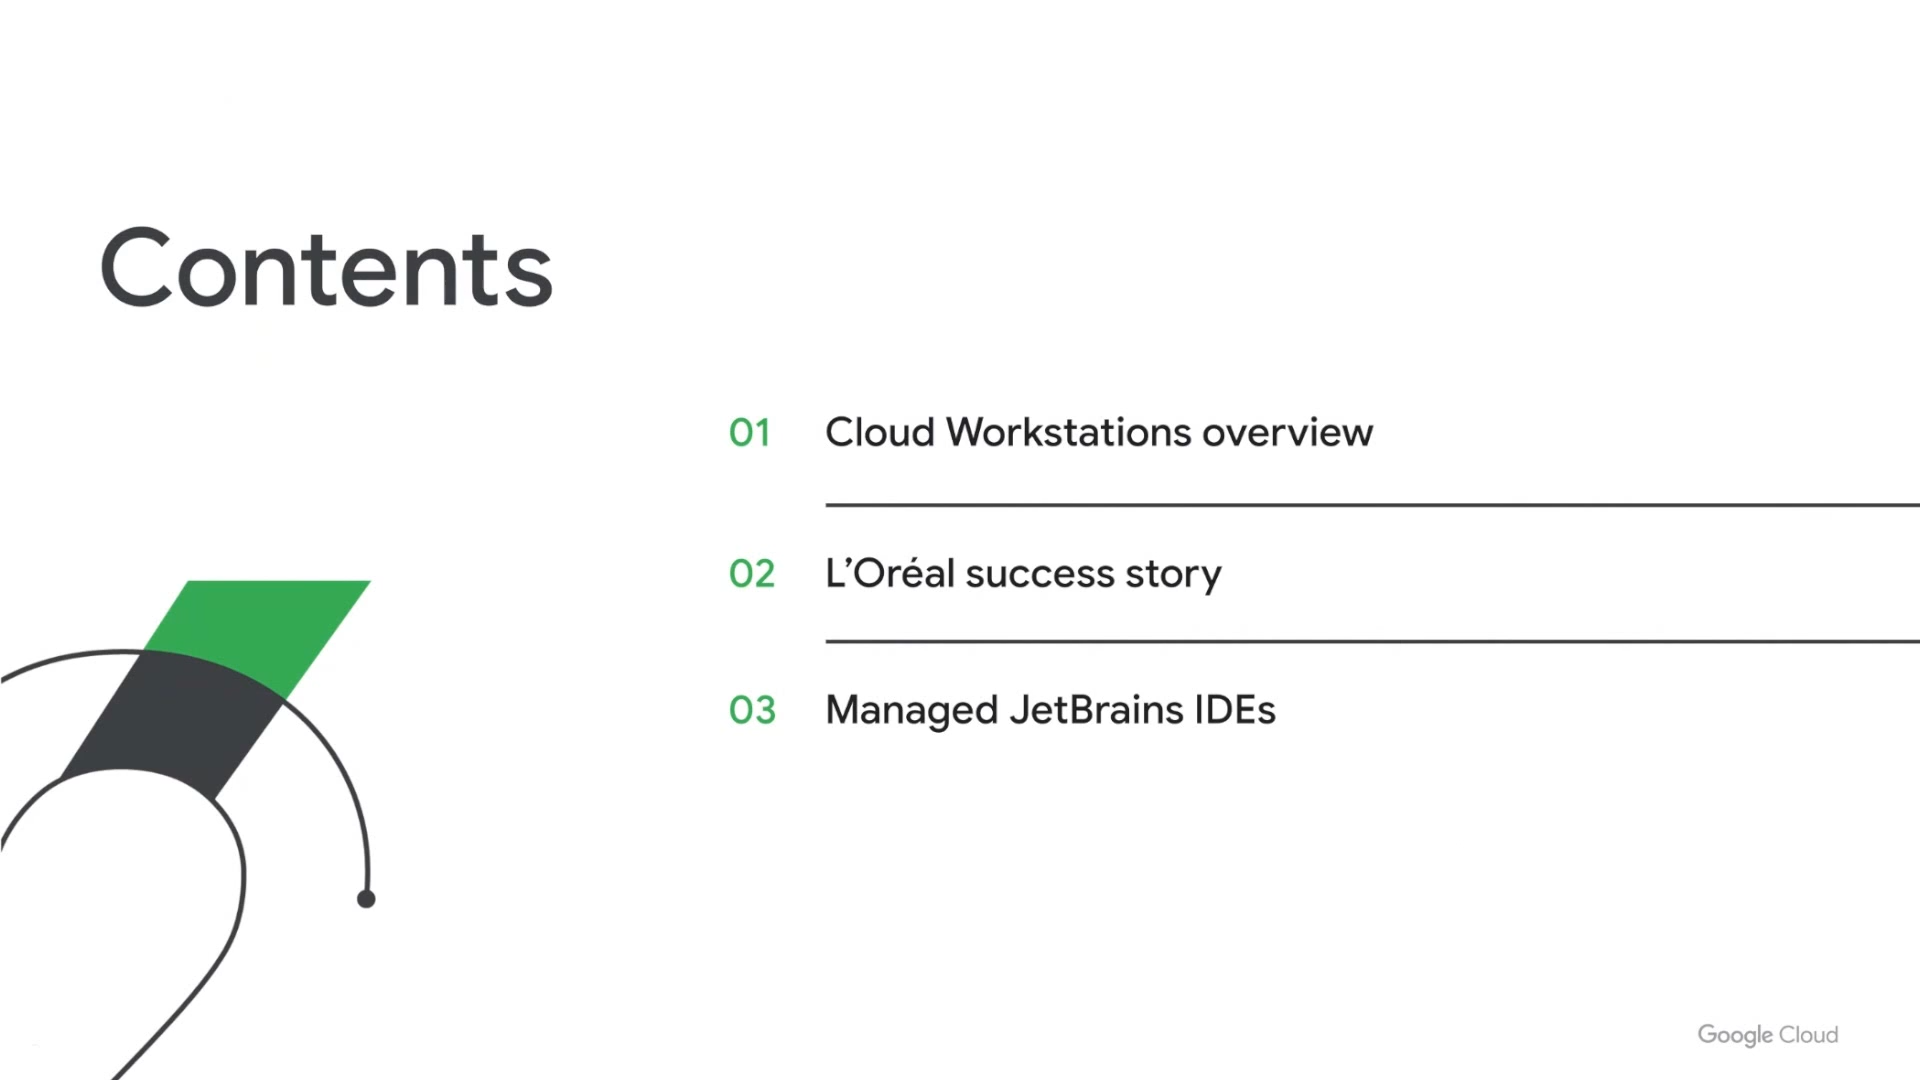 Contents
01 Cloud Workstations overview
02 L’Oréal success story
03 Managed JetBrains IDEs
Google Cloud